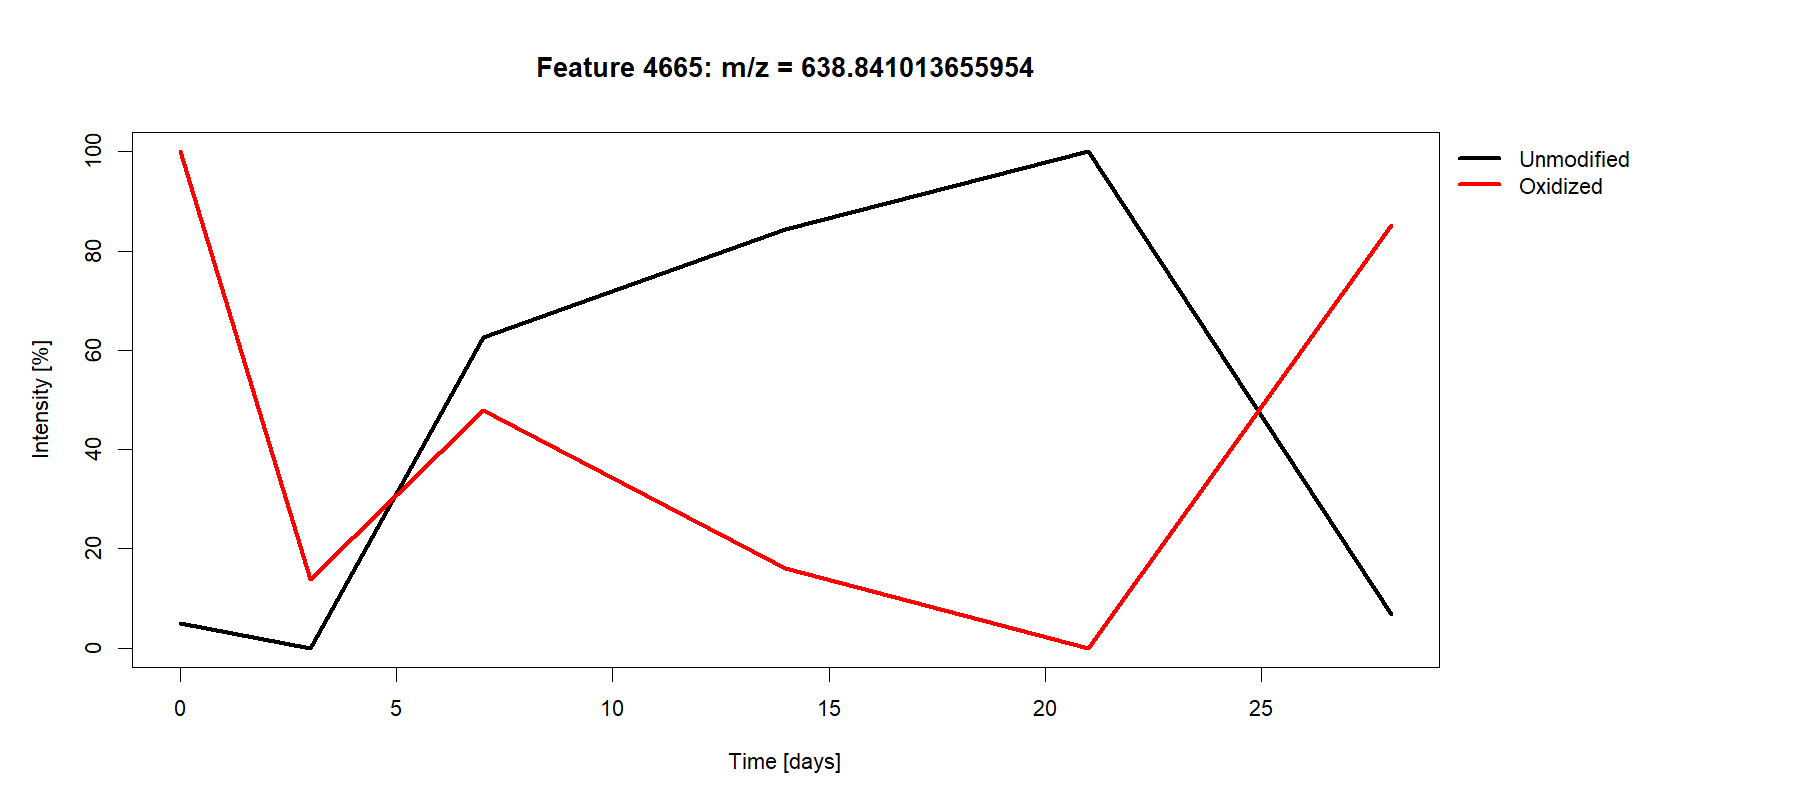 Feature 4665: m/z = 638.841013655954
Unmodified
Oxidized
Intensity [%]
100
80
60
40
20
0
0 5 10 15 20 25
Time [days]